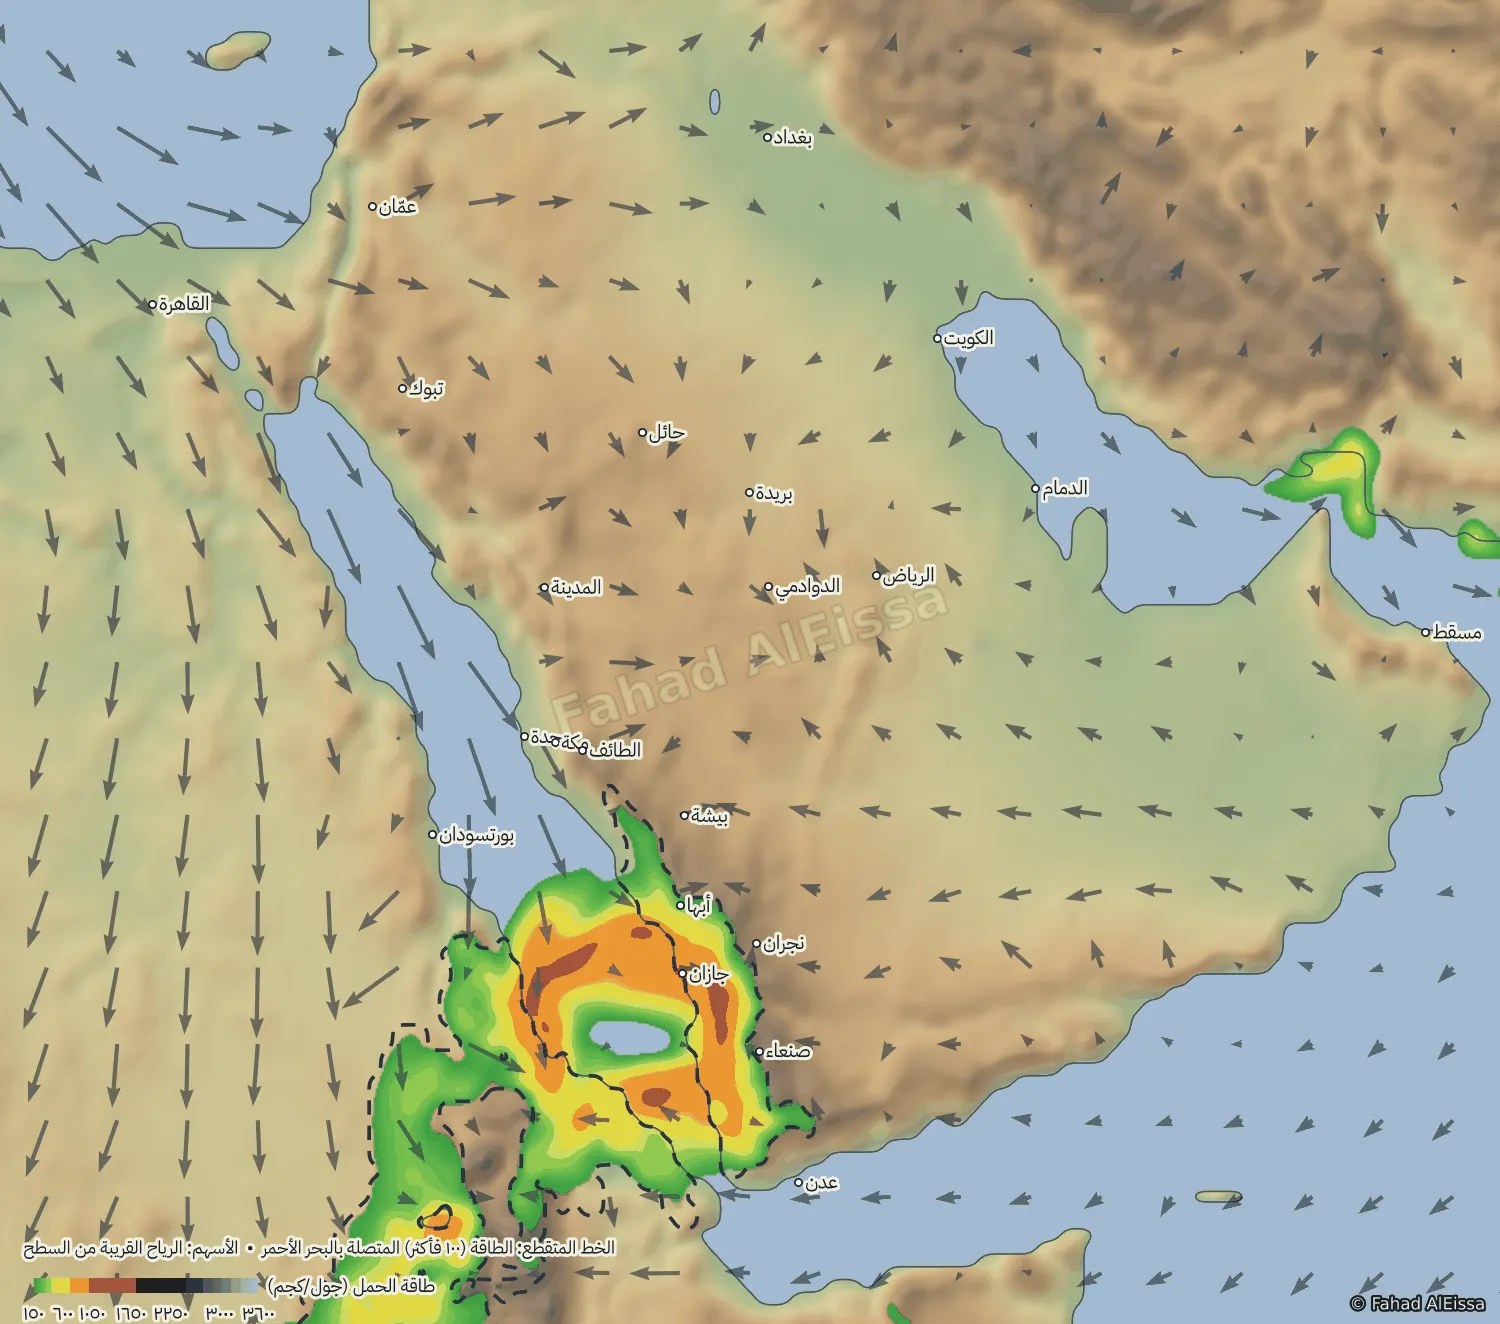 بغداد
عمّان
القاهرة
الكويت
تبوك
حائل
الدمام
بريدة
الرياض
الدوادمي
المدينة
مسقط
Fahad AlEissa
جدة
مكة
الطائف
بيشة
بورتسودان
أبها
نجران
جازان
صنعاء
عدن
الخط المتقطع: الطاقة (١٠٠ فأكثر) المتصلة بالبحر الأحمر • الأسهم: الرياح القريبة من السطح
طاقة الحمل (جول/كجم)
١٥٠ ٦٠٠ ١٠٥٠ ١٦٥٠ ٢٢٥٠ ٣٠٠٠ ٣٦٠٠
© Fahad AlEissa